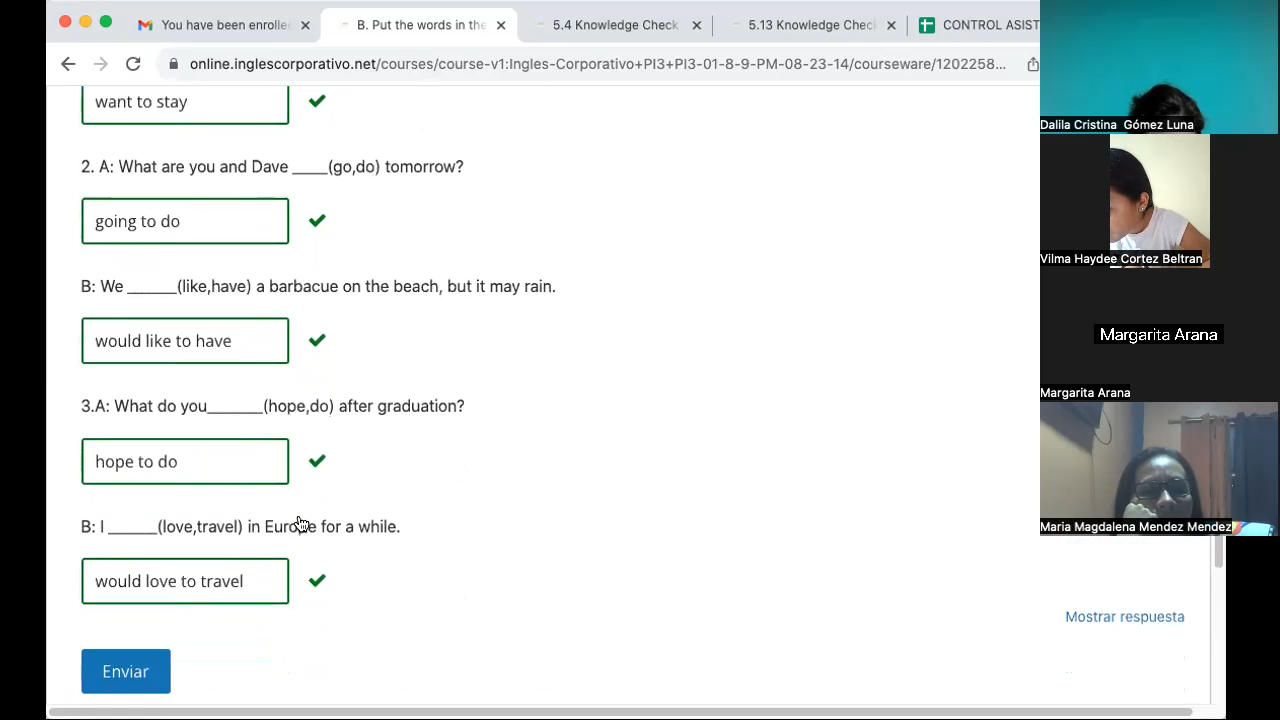 You have been enrolle
B. Put the words in the
5.4 Knowledge Check
5.13 Knowledge Chec
CONTROL ASIST
online.inglescorporativo.net/courses/course-v1:Ingles-Corporativo+PI3+PI3-01-8-9-PM-08-23-14/courseware/1202258...
want to stay
2. A: What are you and Dave ____(go,do) tomorrow?
going to do
B: We ______(like,have) a barbacue on the beach, but it may rain.
would like to have
3.A: What do you_______(hope,do) after graduation?
hope to do
B: I ______(love,travel) in Europe for a while.
would love to travel
Mostrar respuesta
Enviar
Dalila Cristina Gómez Luna
Vilma Haydee Cortez Beltran
Margarita Arana
Margarita Arana
Maria Magdalena Mendez Mendez